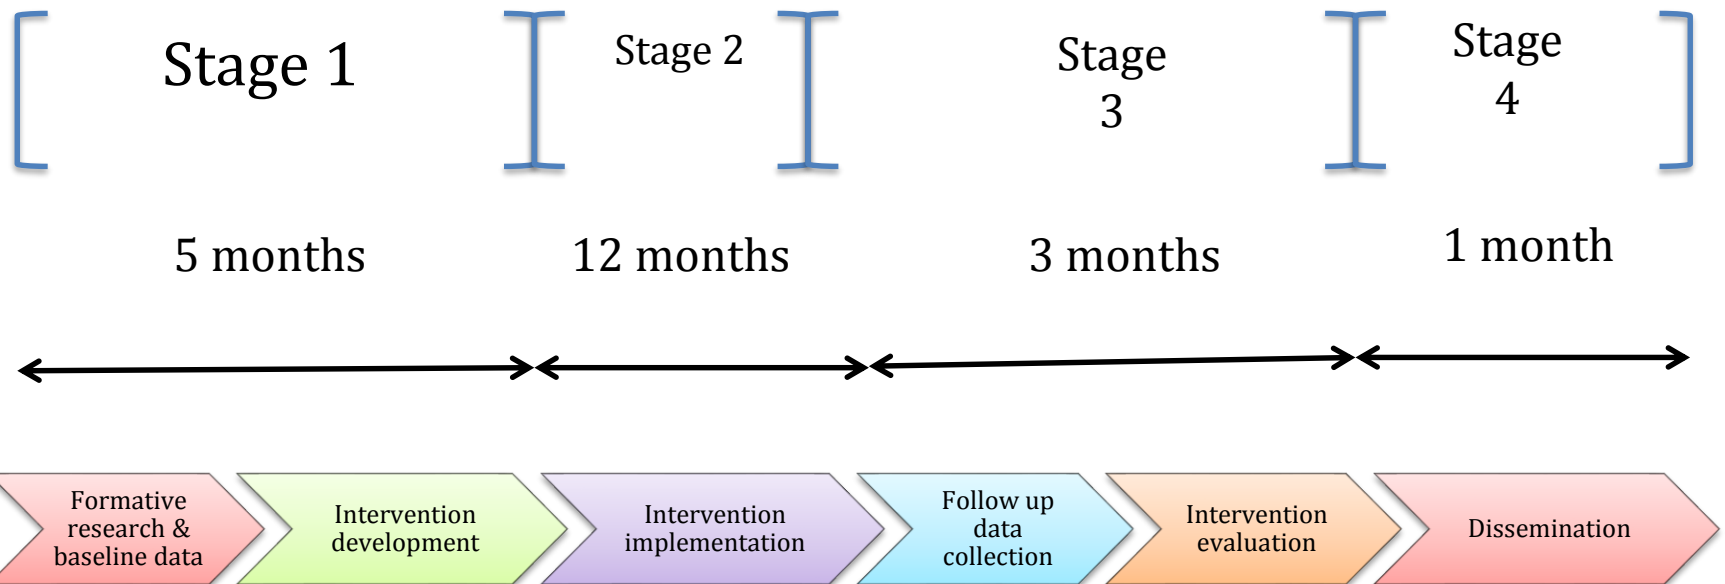 Stage 1
Stage 2
Stage
3
Stage
4
5 months
12 months
3 months
1 month
Formative
research &
baseline data
Intervention
development
Intervention
implementation
Follow up
data
collection
Intervention
evaluation
Dissemination